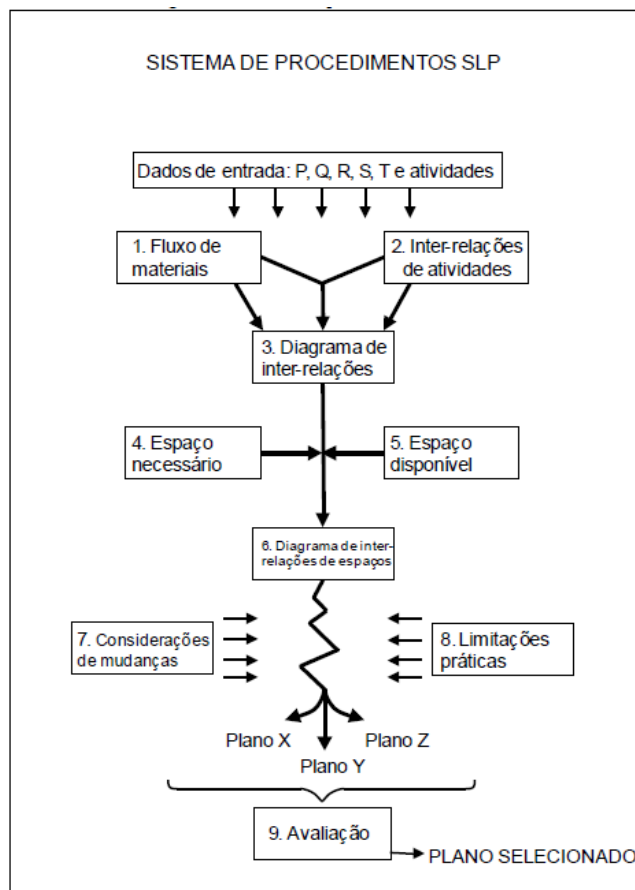 SISTEMA DE PROCEDIMENTOS SLP
Dados de entrada: P, Q, R, S, T e atividades
1. Fluxo de
materiais
2. Inter-relações
de atividades
3. Diagrama de
inter-relações
4. Espaço
necessário
5. Espaço
disponível
6. Diagrama de inter-
relações de espaços
7. Considerações
de mudanças
8. Limitações
práticas
Plano X
Plano Z
Plano Y
9. Avaliação
PLANO SELECIONADO